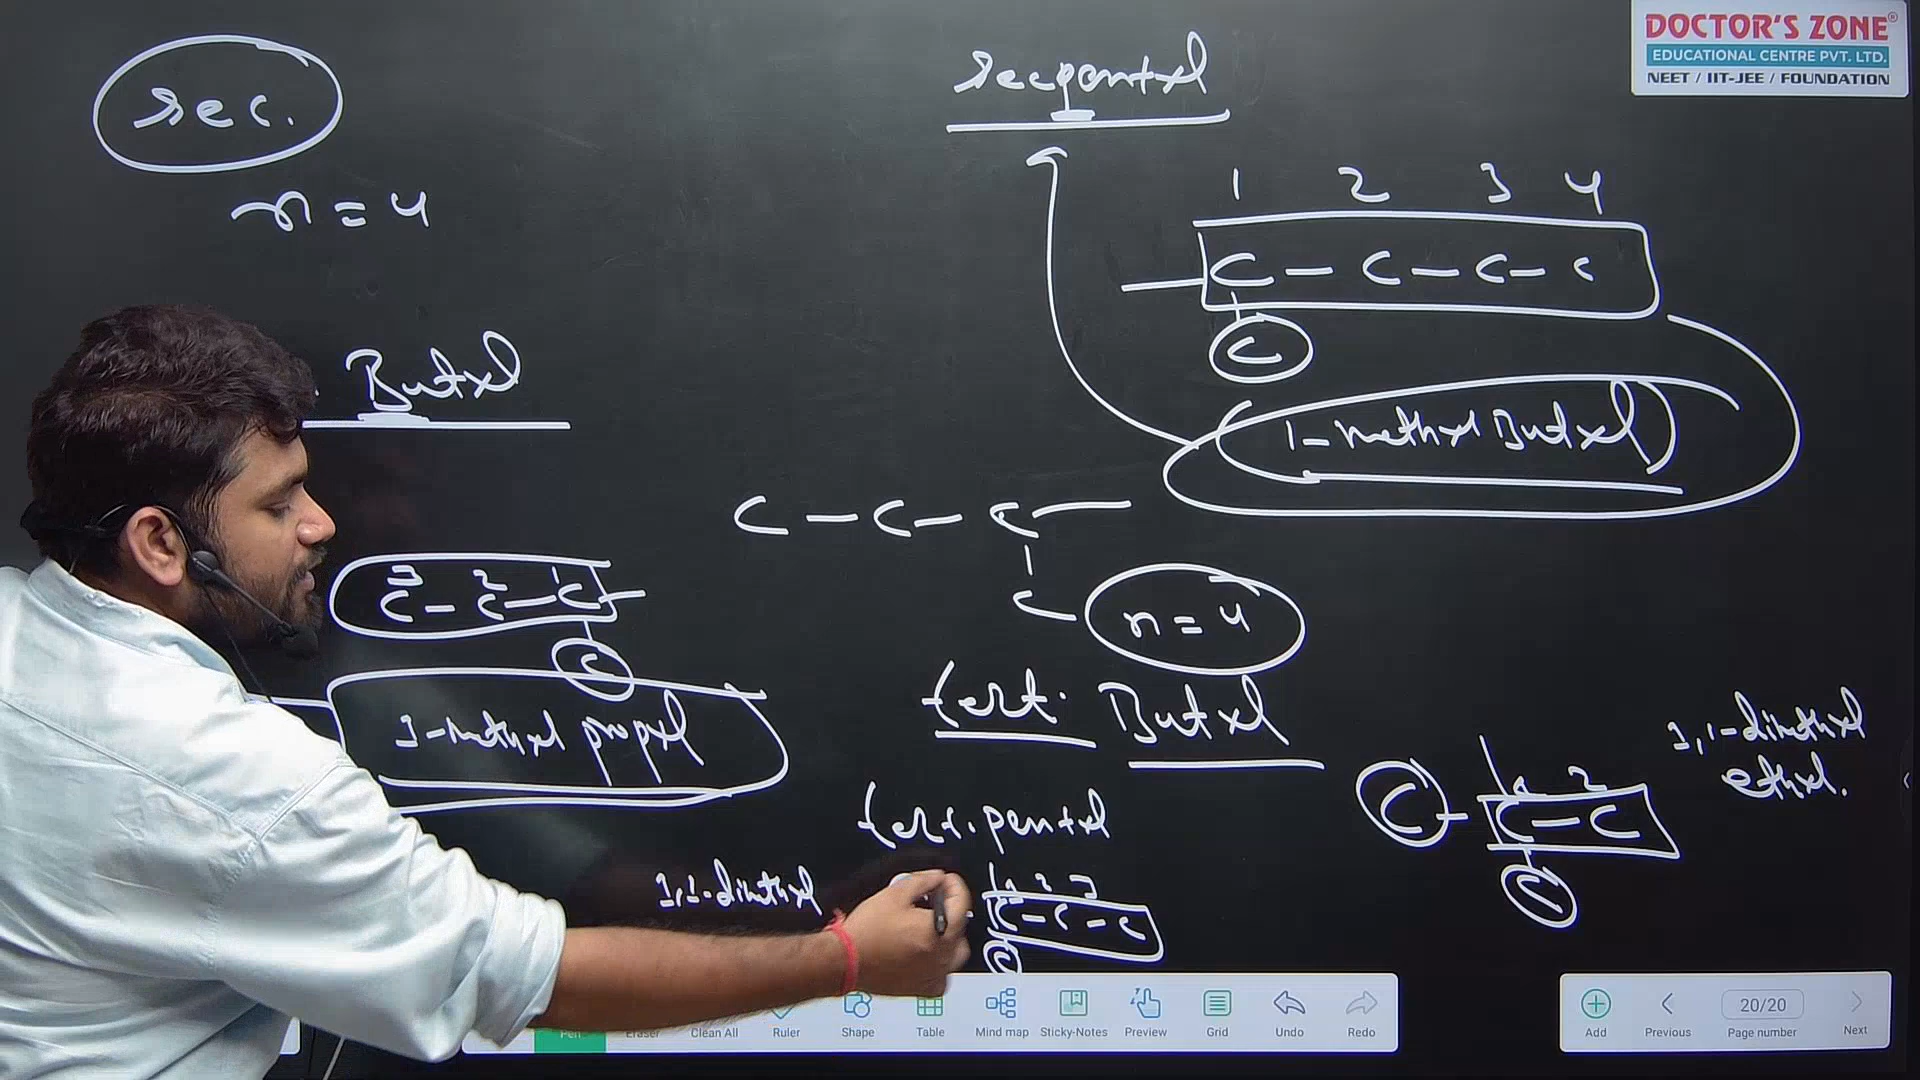 DOCTOR'S ZONE®
EDUCATIONAL CENTRE PVT. LTD.
NEET / IIT-JEE / FOUNDATION
sec.
n = 4
secpentyl
1 2 3 4
C - C - C - C
C
1-methyl Butyl
. Butyl
C - C - C -
C
n = 4
3 2 1
C - C - C -
C
1-methyl propyl
tert. Butyl
1,1-dimethyl
ethyl.
1 2
C - C - C
C
tert. pentyl
1,1-dimethyl
1 2 3
C - C - C
C
Pen
Eraser
Clean All
Ruler
Shape
Table
Mind map
Sticky-Notes
Preview
Grid
Undo
Redo
Add
Previous
20/20
Page number
Next